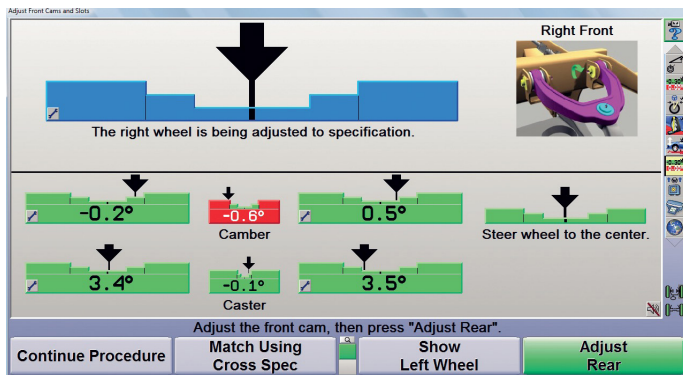 Adjust Front Cams and Slots
Right Front
The right wheel is being adjusted to specification.
-0.2°
-0.6°
0.5°
Camber
Steer wheel to the center.
3.4°
-0.1°
3.5°
Caster
Adjust the front cam, then press "Adjust Rear".
Continue Procedure
Match Using
Cross Spec
Show
Left Wheel
Adjust
Rear